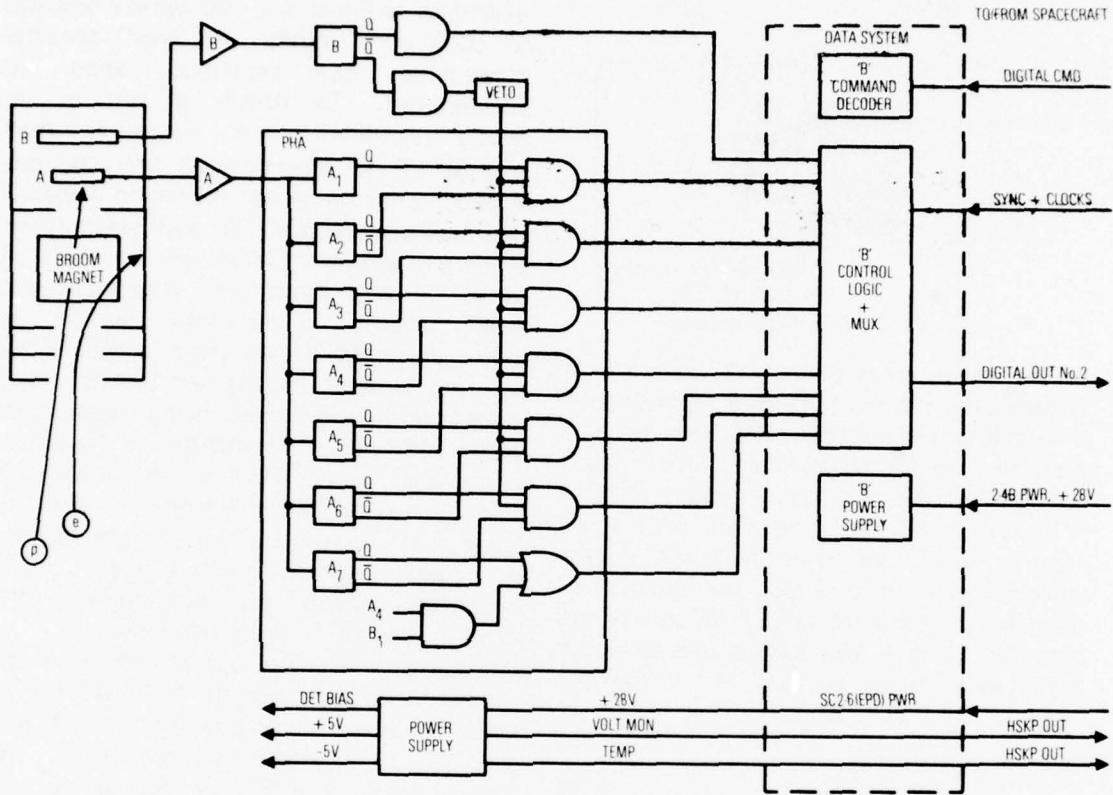 TO/FROM SPACECRAFT
DATA SYSTEM
'B'
COMMAND
DECODER
DIGITAL CMD
B
B
Q
Q̅
VETO
B
A
A
PHA
A1
Q
Q̅
A2
Q
Q̅
A3
Q
Q̅
A4
Q
Q̅
A5
Q
Q̅
A6
Q
Q̅
A7
Q
Q̅
A4
B1
BROOM
MAGNET
e
p
'B'
CONTROL
LOGIC
+
MUX
SYNC + CLOCKS
DIGITAL OUT No.2
'B'
POWER
SUPPLY
2.4B PWR, + 28V
DET BIAS
+ 5V
-5V
POWER
SUPPLY
+ 28V
VOLT MON
TEMP
SC2-6(EPD) PWR
HSKP OUT
HSKP OUT